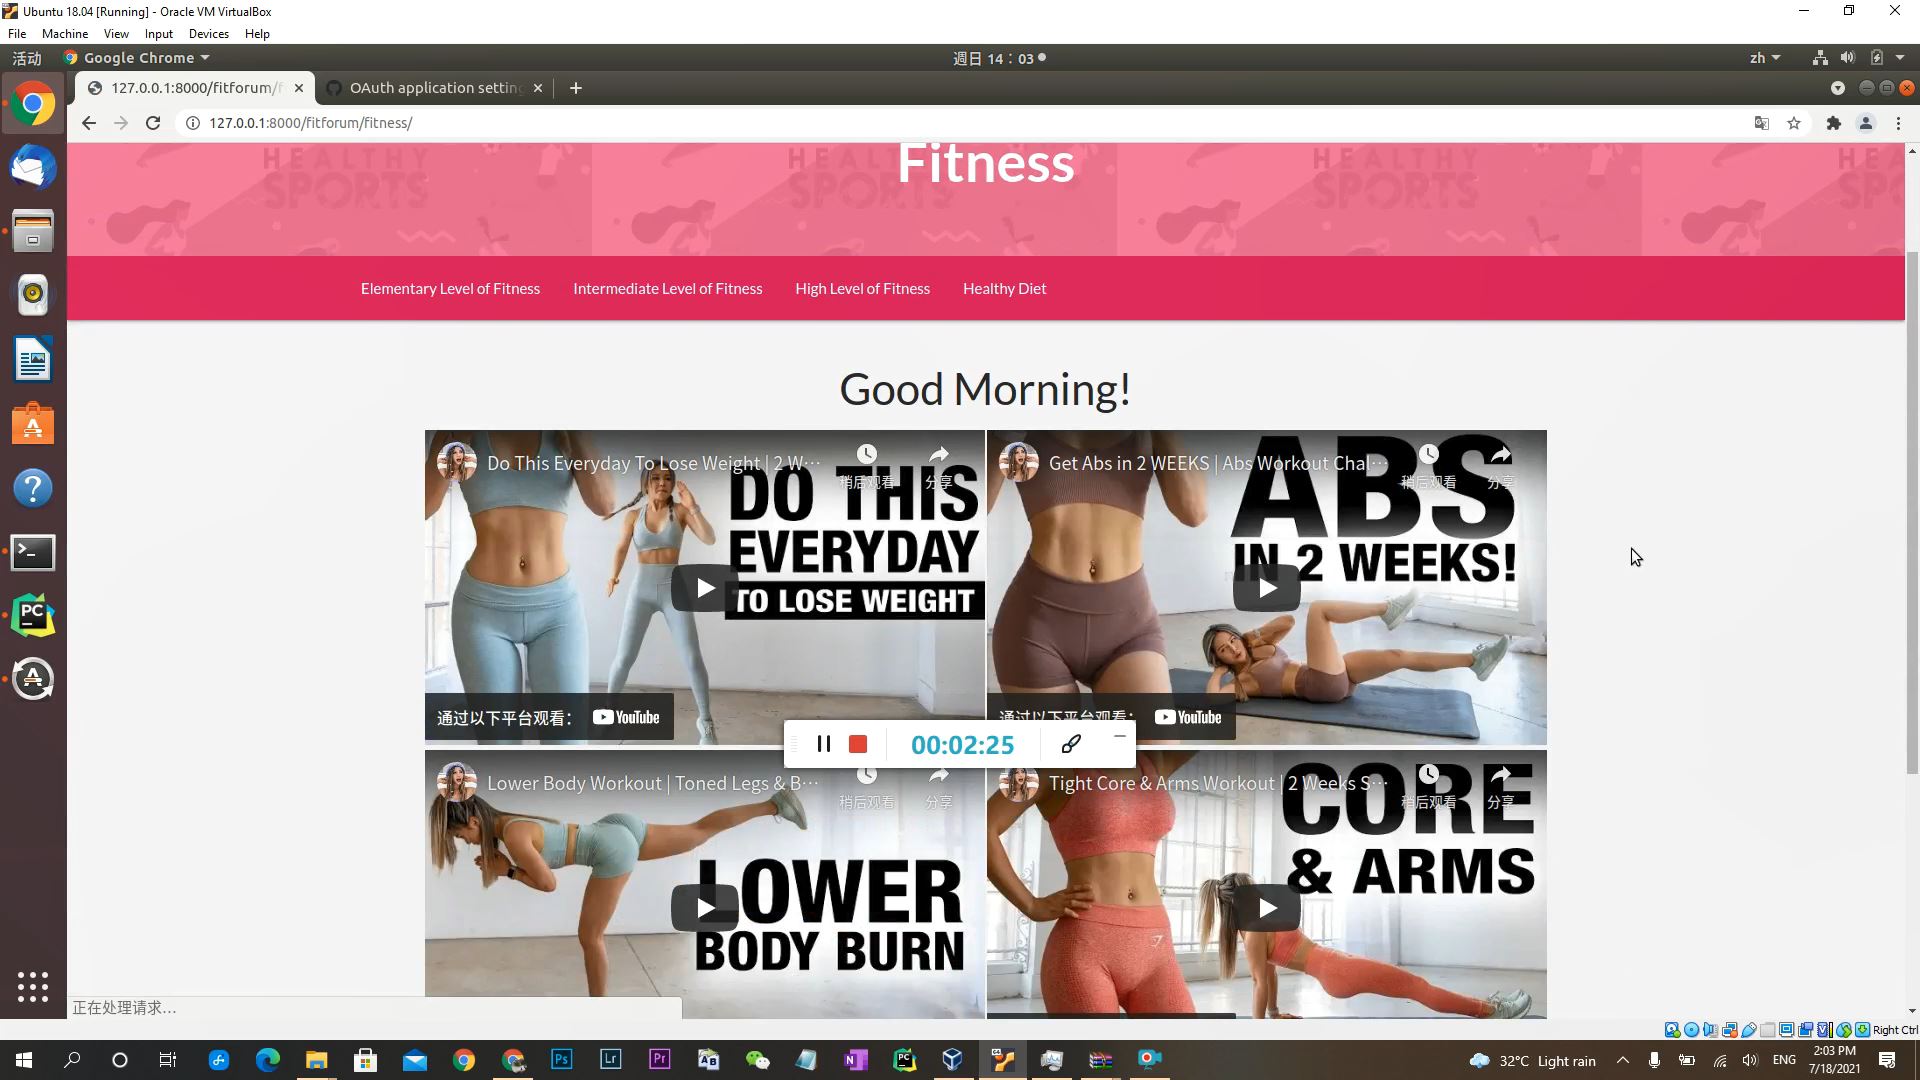 Ubuntu 18.04 [Running] - Oracle VM VirtualBox
File Machine View Input Devices Help
活动 Google Chrome 週日 14：03 zh
127.0.0.1:8000/fitforum/f OAuth application setting
127.0.0.1:8000/fitforum/fitness/
HEALTHY SPORTS
HEALTHY SPORTS
HEALTHY SPORTS
Fitness
Elementary Level of Fitness Intermediate Level of Fitness High Level of Fitness Healthy Diet
Good Morning!
Do This Everyday To Lose Weight | 2 W… 稍后观看 分享
DO THIS
EVERYDAY
TO LOSE WEIGHT
通过以下平台观看： YouTube
Get Abs in 2 WEEKS | Abs Workout Chal… 稍后观看 分享
ABS
IN 2 WEEKS!
通过以下平台观看： YouTube
00:02:25
Lower Body Workout | Toned Legs & B… 稍后观看 分享
LOWER
BODY BURN
Tight Core & Arms Workout | 2 Weeks S… 稍后观看 分享
CORE
& ARMS
正在处理请求…
Right Ctrl
Ps Lr Pr
32°C Light rain ENG
2:03 PM
7/18/2021